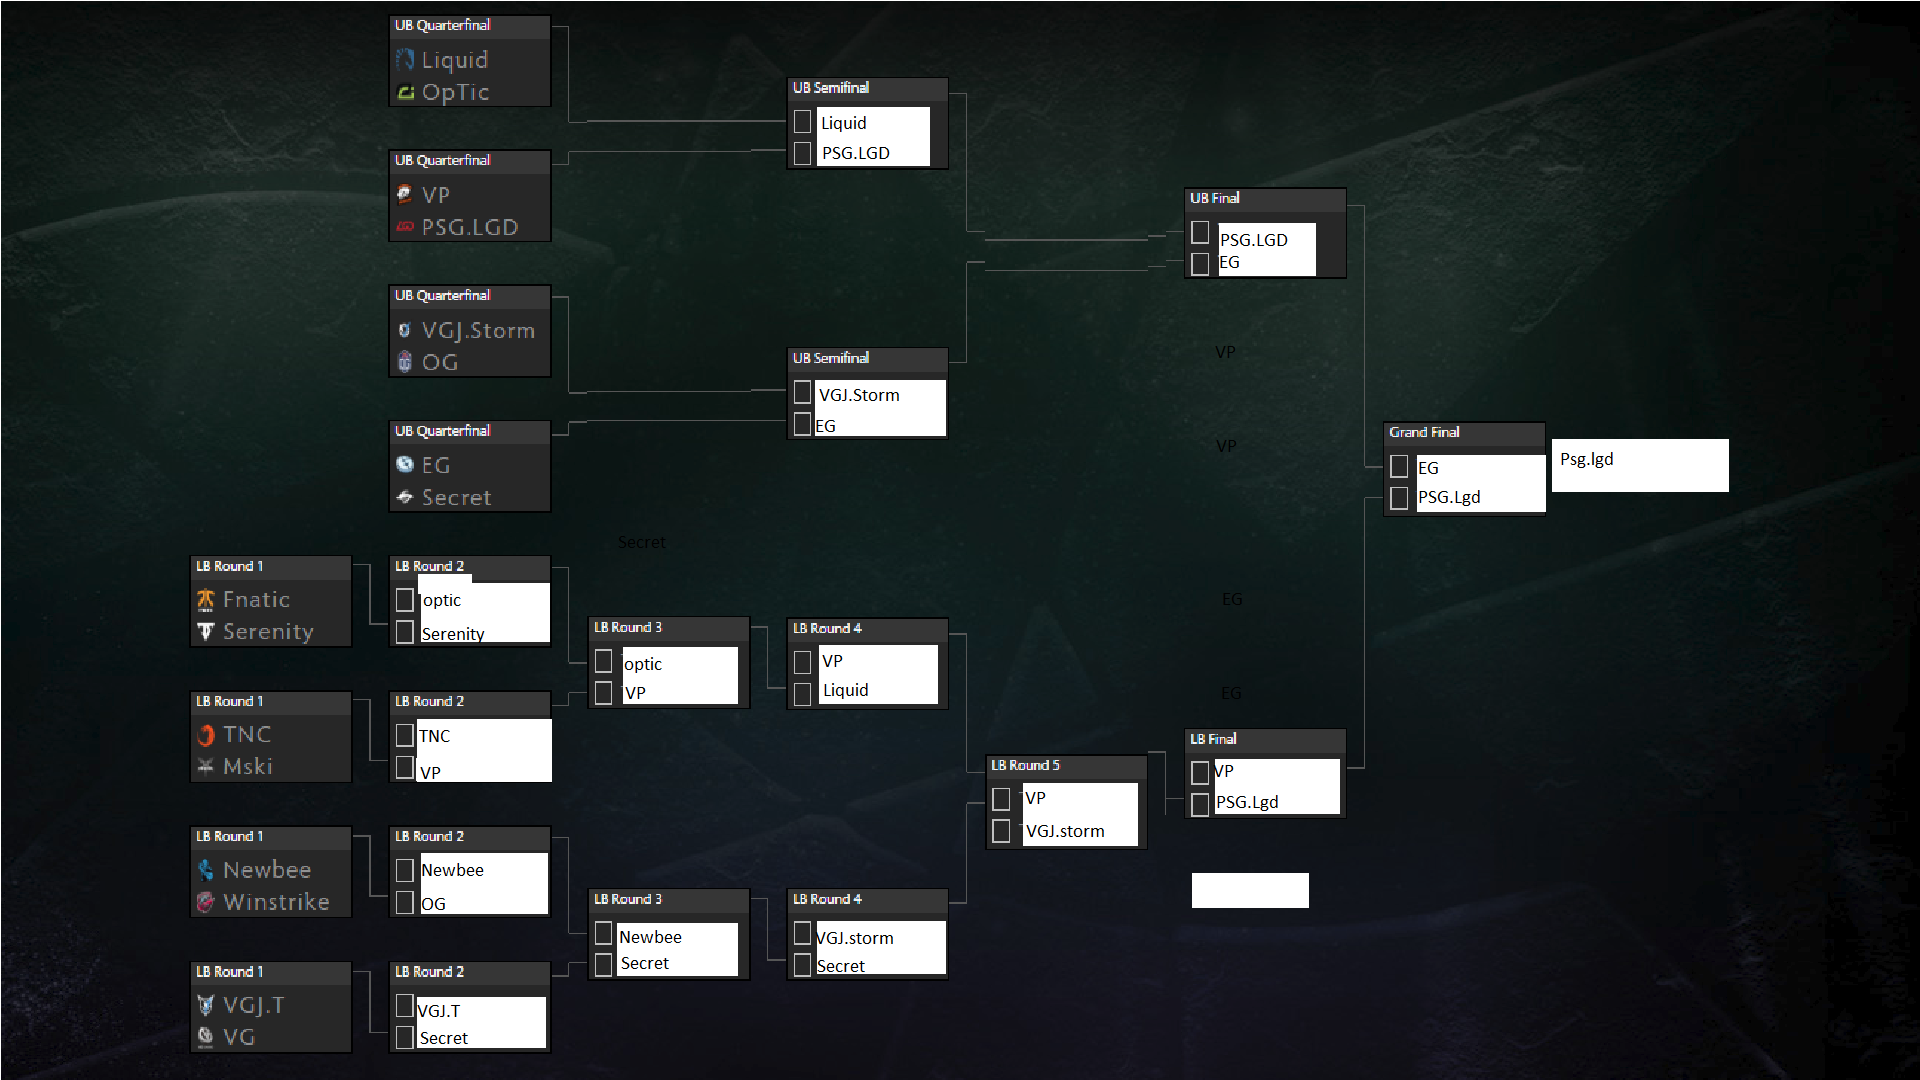 UB Quarterfinal
Liquid
OpTic
UB Quarterfinal
VP
PSG.LGD
UB Quarterfinal
VGJ.Storm
OG
UB Quarterfinal
EG
Secret
UB Semifinal
Liquid
PSG.LGD
UB Semifinal
VGJ.Storm
EG
UB Final
PSG.LGD
EG
VP
VP
Grand Final
EG
PSG.Lgd
Psg.lgd
Secret
EG
EG
LB Round 1
Fnatic
Serenity
LB Round 1
TNC
Mski
LB Round 1
Newbee
Winstrike
LB Round 1
VGJ.T
VG
LB Round 2
optic
Serenity
LB Round 2
TNC
VP
LB Round 2
Newbee
OG
LB Round 2
VGJ.T
Secret
LB Round 3
optic
VP
LB Round 3
Newbee
Secret
LB Round 4
VP
Liquid
LB Round 4
VGJ.storm
Secret
LB Round 5
VP
VGJ.storm
LB Final
VP
PSG.Lgd